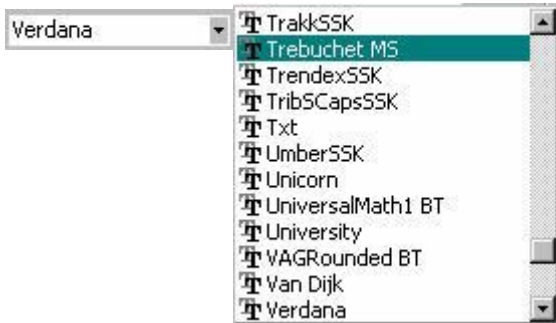 Verdana
TrakkSSK
Trebuchet MS
TrendexSSK
TribSCapsSSK
Txt
UmberSSK
Unicorn
UniversalMath1 BT
University
VAGRounded BT
Van Dijk
Verdana